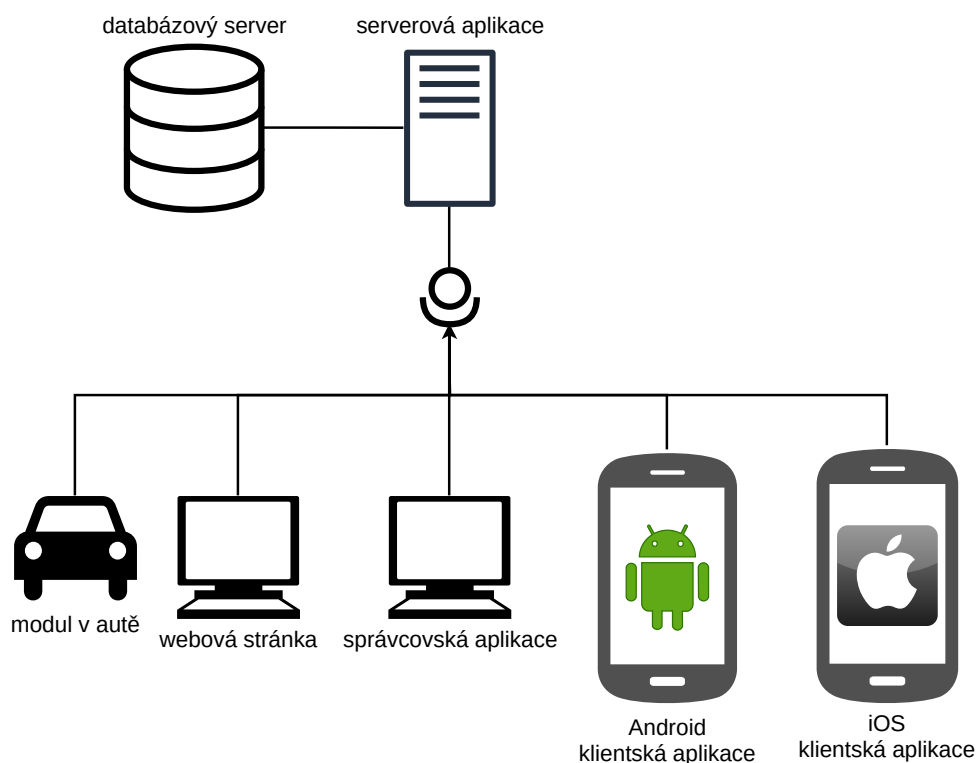 databázový server
serverová aplikace
modul v autě
webová stránka
správcovská aplikace
Android
klientská aplikace
iOS
klientská aplikace